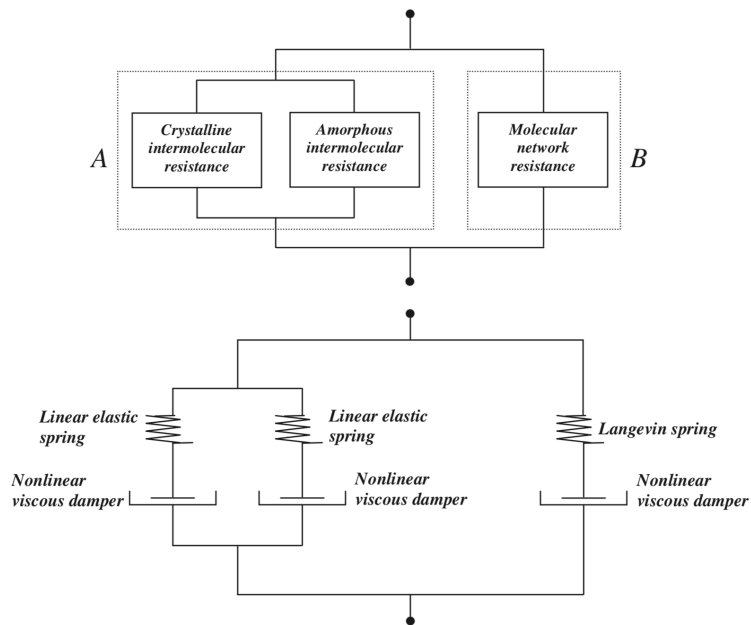 Crystalline
intermolecular
resistance
Amorphous
intermolecular
resistance
Molecular
network
resistance
A
B
Linear elastic
spring
Linear elastic
spring
Langevin spring
Nonlinear
viscous damper
Nonlinear
viscous damper
Nonlinear
viscous damper